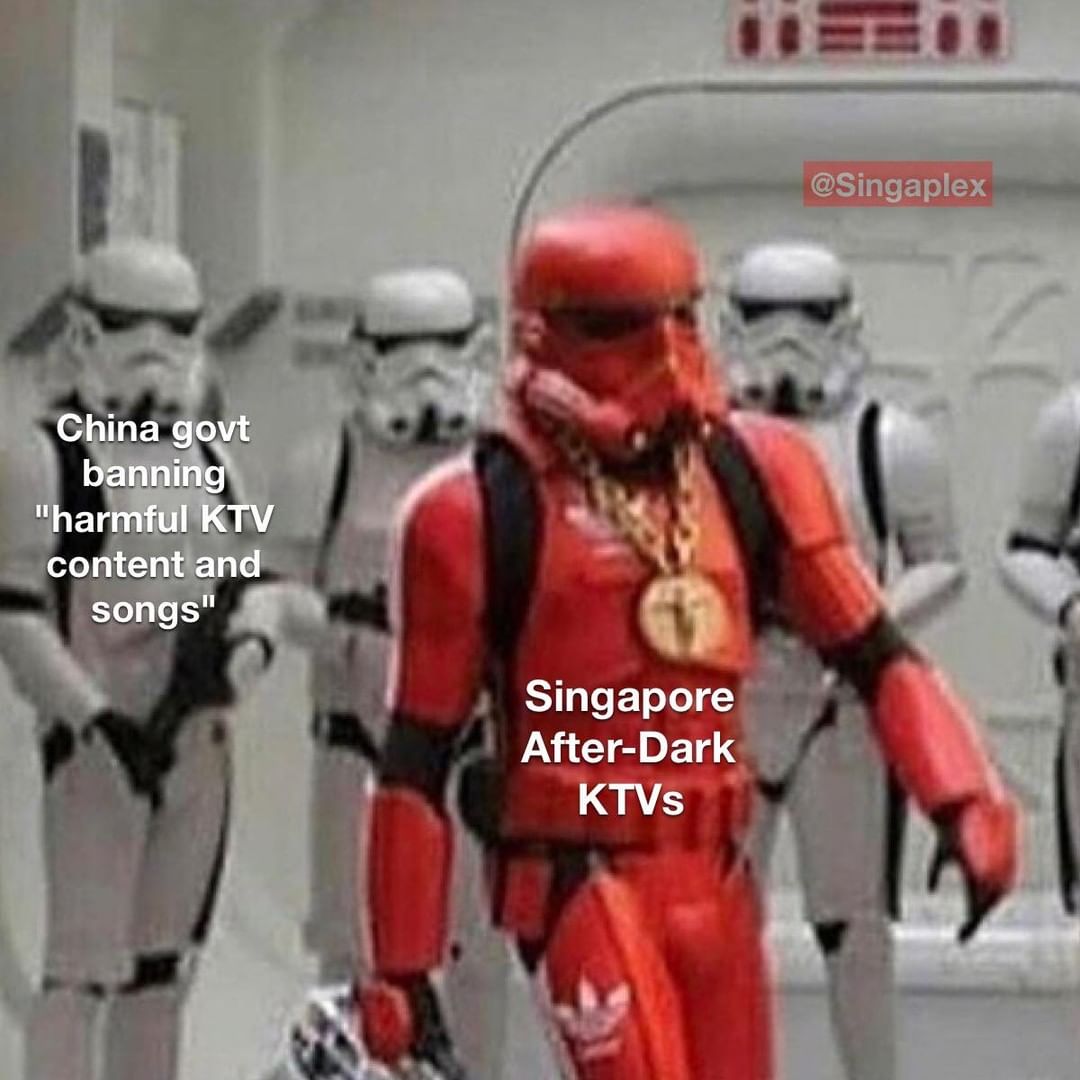 @Singaplex
China govt
banning
"harmful KTV
content and
songs"
Singapore
After-Dark
KTVs